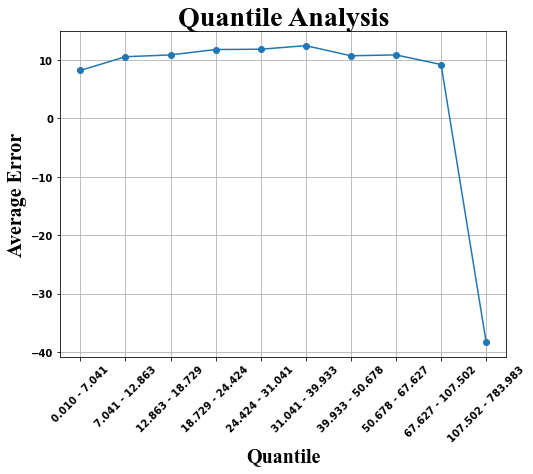 Quantile Analysis
Average Error
10
0
−10
−20
−30
−40
0.010 - 7.041
7.041 - 12.863
12.863 - 18.729
18.729 - 24.424
24.424 - 31.041
31.041 - 39.933
39.933 - 50.678
50.678 - 67.627
67.627 - 107.502
107.502 - 783.983
Quantile